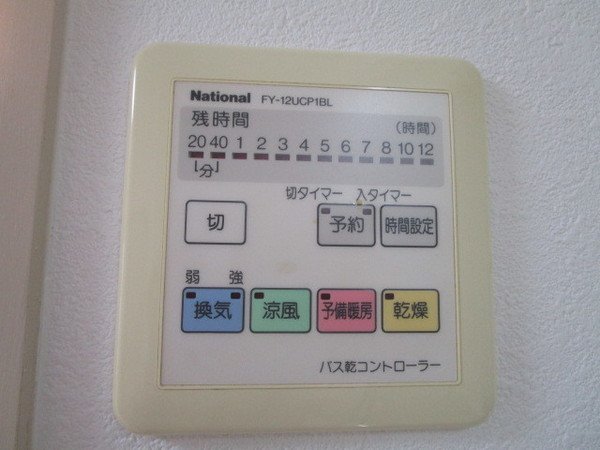 National FY-12UCP1BL
残時間 (時間)
20 40 1 2 3 4 5 6 7 8 10 12
└分┘
切タイマー 入タイマー
切 予約 時間設定
弱 強
換気 涼風 予備暖房 乾燥
バス乾コントローラー